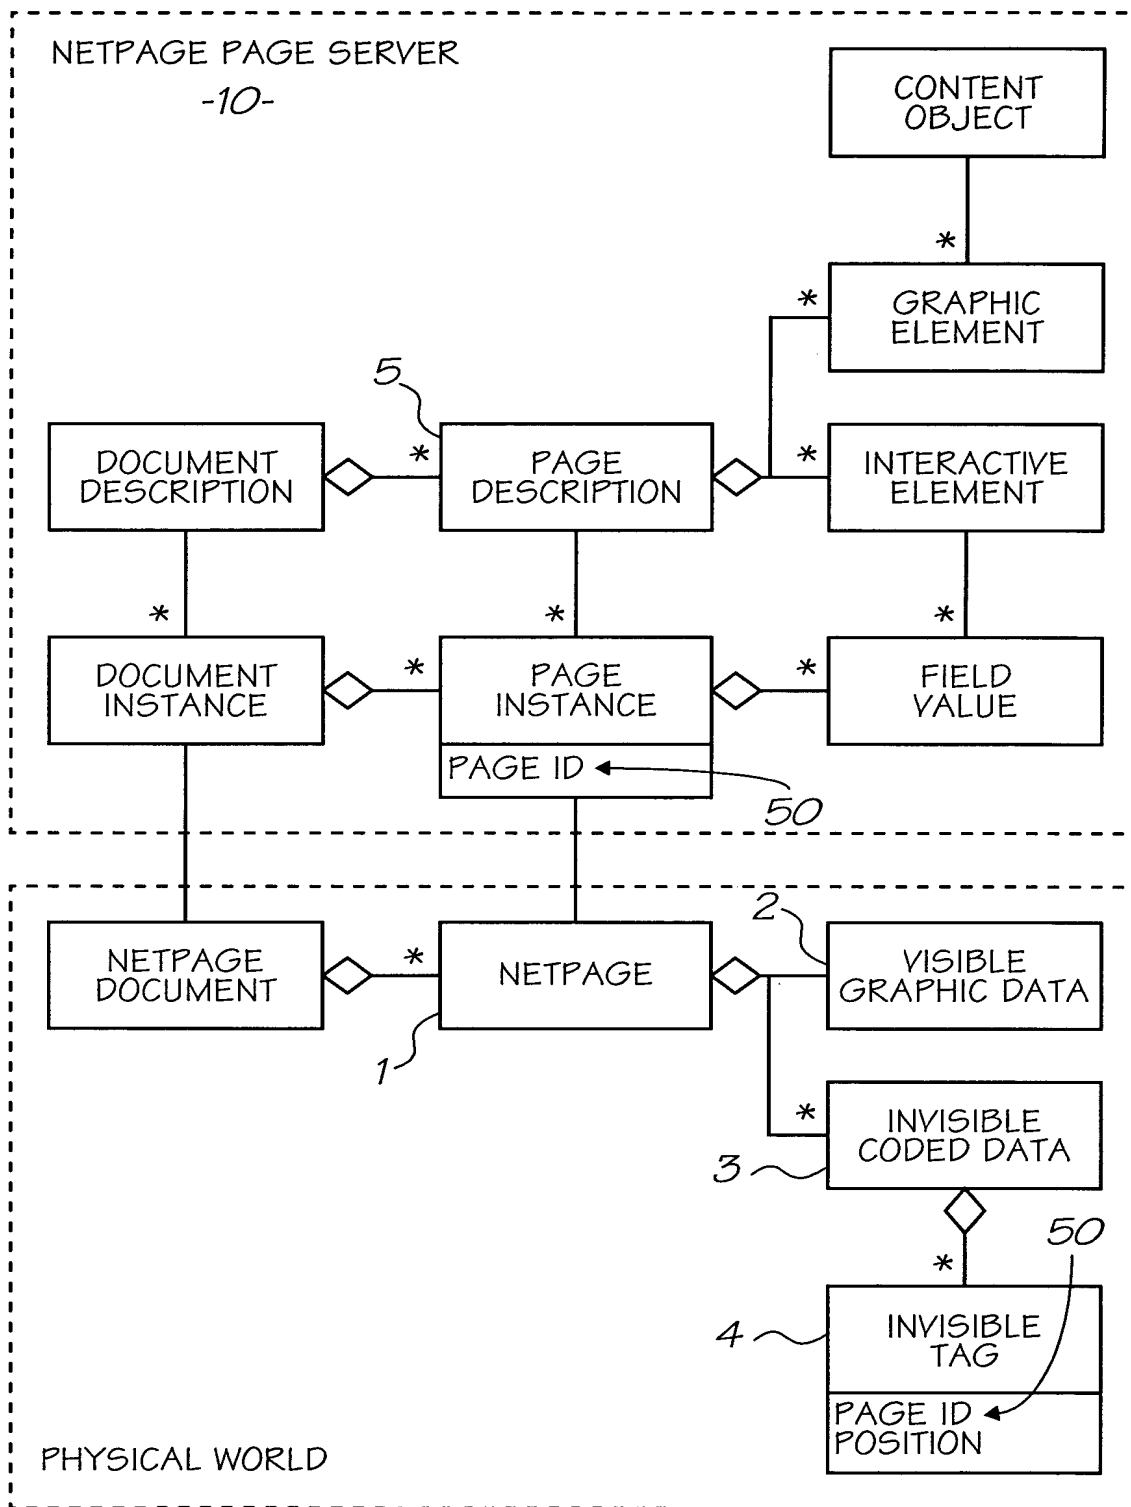 NETPAGE PAGE SERVER
-10-
CONTENT
OBJECT
*
*
GRAPHIC
ELEMENT
5
DOCUMENT
DESCRIPTION
*
PAGE
DESCRIPTION
*
INTERACTIVE
ELEMENT
*
*
*
DOCUMENT
INSTANCE
*
PAGE
INSTANCE
*
FIELD
VALUE
PAGE ID
50
2
NETPAGE
DOCUMENT
*
NETPAGE
VISIBLE
GRAPHIC DATA
1
*
INVISIBLE
CODED DATA
3
50
*
4
INVISIBLE
TAG
PAGE ID
POSITION
PHYSICAL WORLD